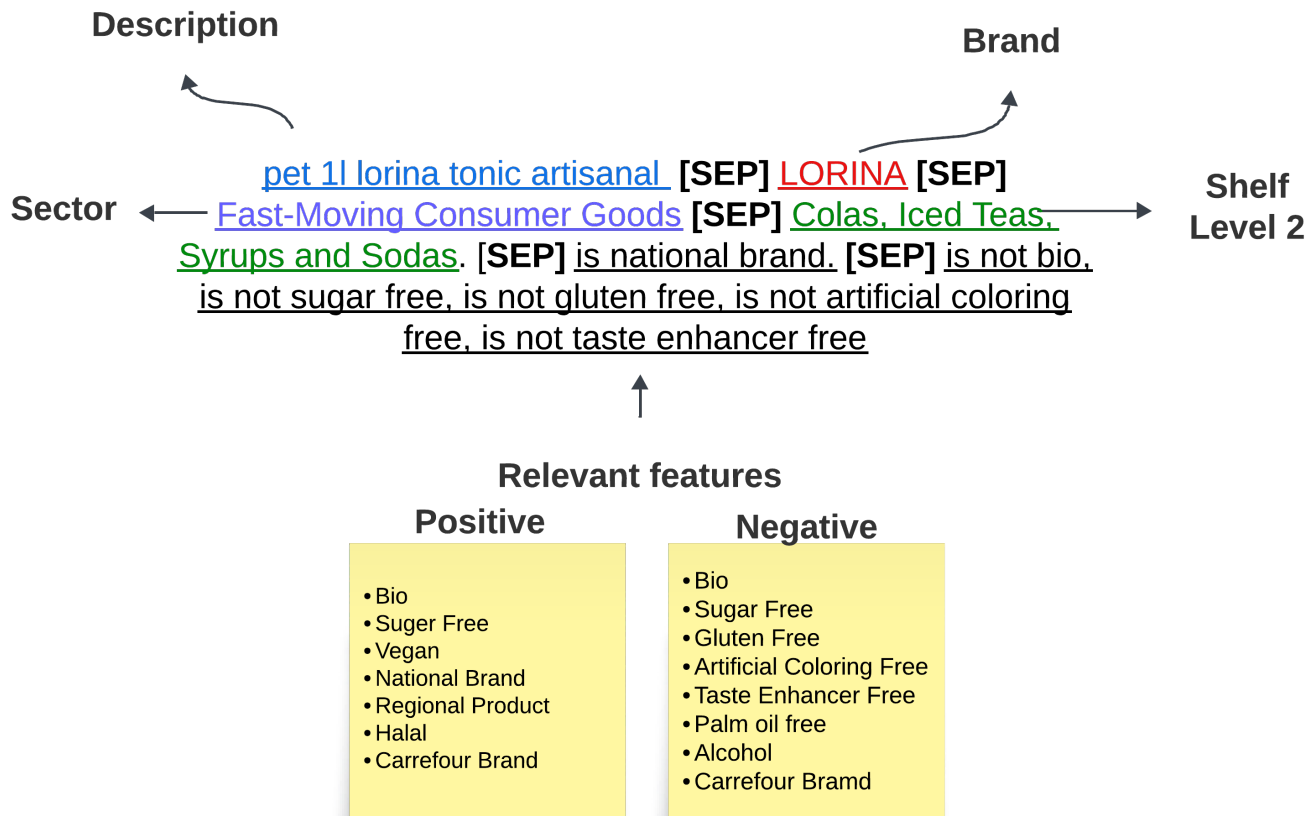 Description
Brand
pet 1l lorina tonic artisanal [SEP] LORINA [SEP]
Sector
Fast-Moving Consumer Goods [SEP] Colas, Iced Teas,
Shelf
Level 2
Syrups and Sodas. [SEP] is national brand. [SEP] is not bio,
is not sugar free, is not gluten free, is not artificial coloring
free, is not taste enhancer free
Relevant features
Positive
• Bio
• Suger Free
• Vegan
• National Brand
• Regional Product
• Halal
• Carrefour Brand
Negative
• Bio
• Sugar Free
• Gluten Free
• Artificial Coloring Free
• Taste Enhancer Free
• Palm oil free
• Alcohol
• Carrefour Bramd